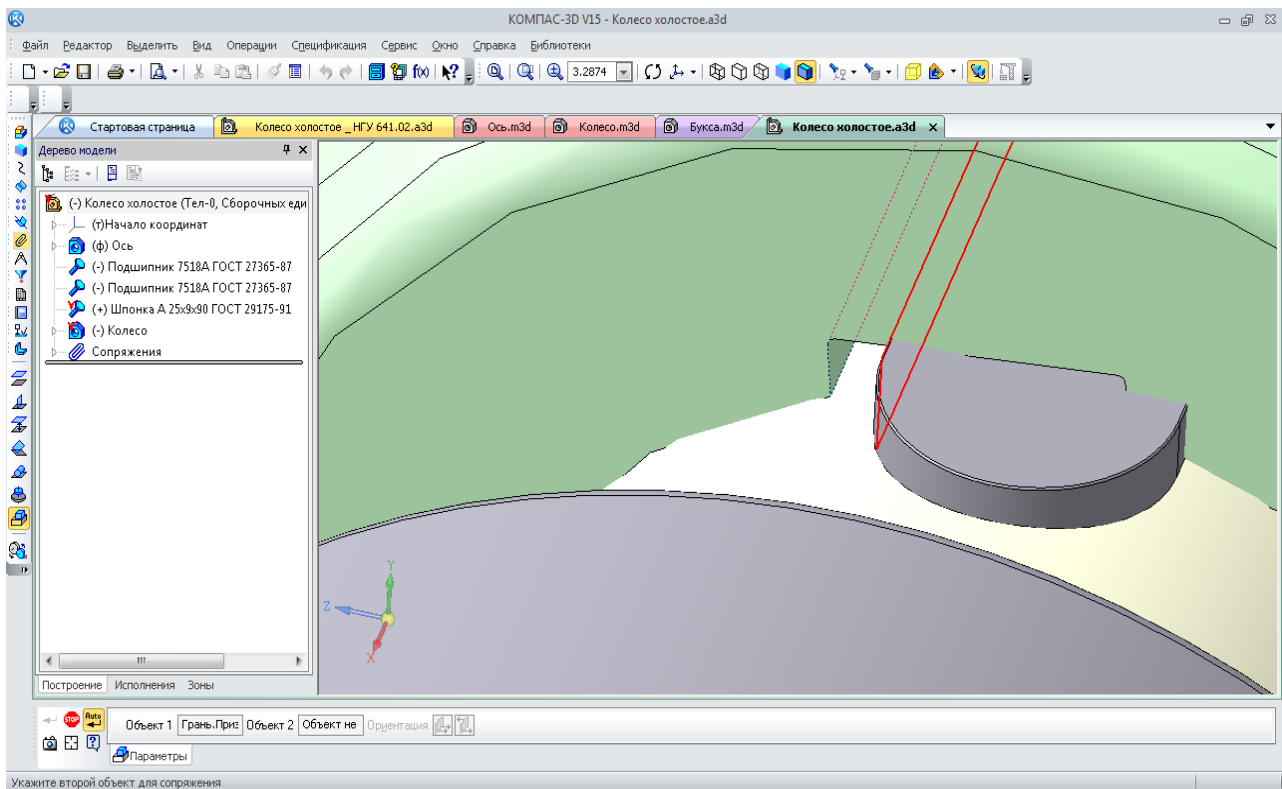 КОМПАС-3D V15 - Колесо холостое.a3d
Файл Редактор Выделить Вид Операции Спецификация Сервис Окно Справка Библиотеки
3.2874
f(x)
Стартовая страница Колесо холостое _ НГУ 641.02.a3d Ось.m3d Колесо.m3d Букса.m3d Колесо холостое.a3d
Дерево модели
(-) Колесо холостое (Тел-0, Сборочных еди
(т)Начало координат
(ф) Ось
(-) Подшипник 7518А ГОСТ 27365-87
(-) Подшипник 7518А ГОСТ 27365-87
(+) Шпонка А 25x9x90 ГОСТ 29175-91
(-) Колесо
Сопряжения
Y
Z
X
Построение Исполнения Зоны
STOP Auto Объект 1 Грань.Приз Объект 2 Объект не Ориентация
Параметры
Укажите второй объект для сопряжения